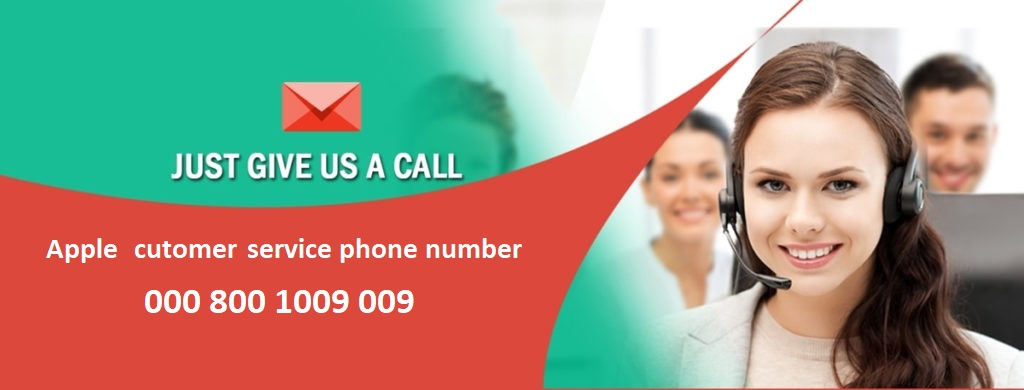 JUST GIVE US A CALL
Apple cutomer service phone number
000 800 1009 009